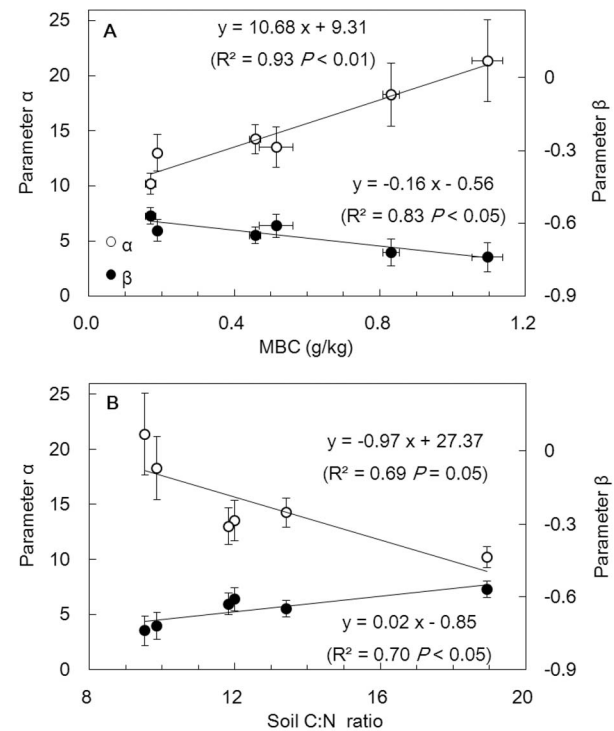 A
y = 10.68 x + 9.31
(R² = 0.93 P < 0.01)
25
20
15
10
5
0
Parameter α
0
-0.3
-0.6
-0.9
Parameter β
y = -0.16 x - 0.56
(R² = 0.83 P < 0.05)
α
β
0.0 0.4 0.8 1.2
MBC (g/kg)
B
25
20
15
10
5
0
Parameter α
y = -0.97 x + 27.37
(R² = 0.69 P = 0.05)
0
-0.3
-0.6
-0.9
Parameter β
y = 0.02 x - 0.85
(R² = 0.70 P < 0.05)
8 12 16 20
Soil C:N ratio